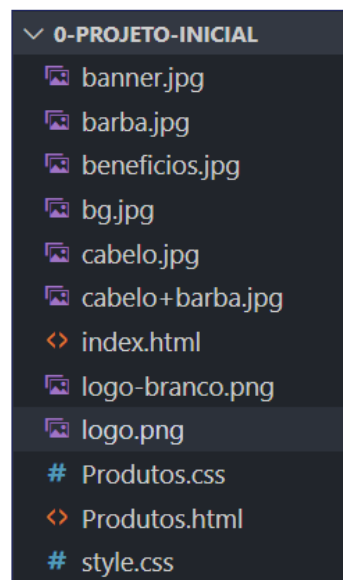 0-PROJETO-INICIAL
banner.jpg
barba.jpg
beneficios.jpg
bg.jpg
cabelo.jpg
cabelo+barba.jpg
index.html
logo-branco.png
logo.png
Produtos.css
Produtos.html
style.css